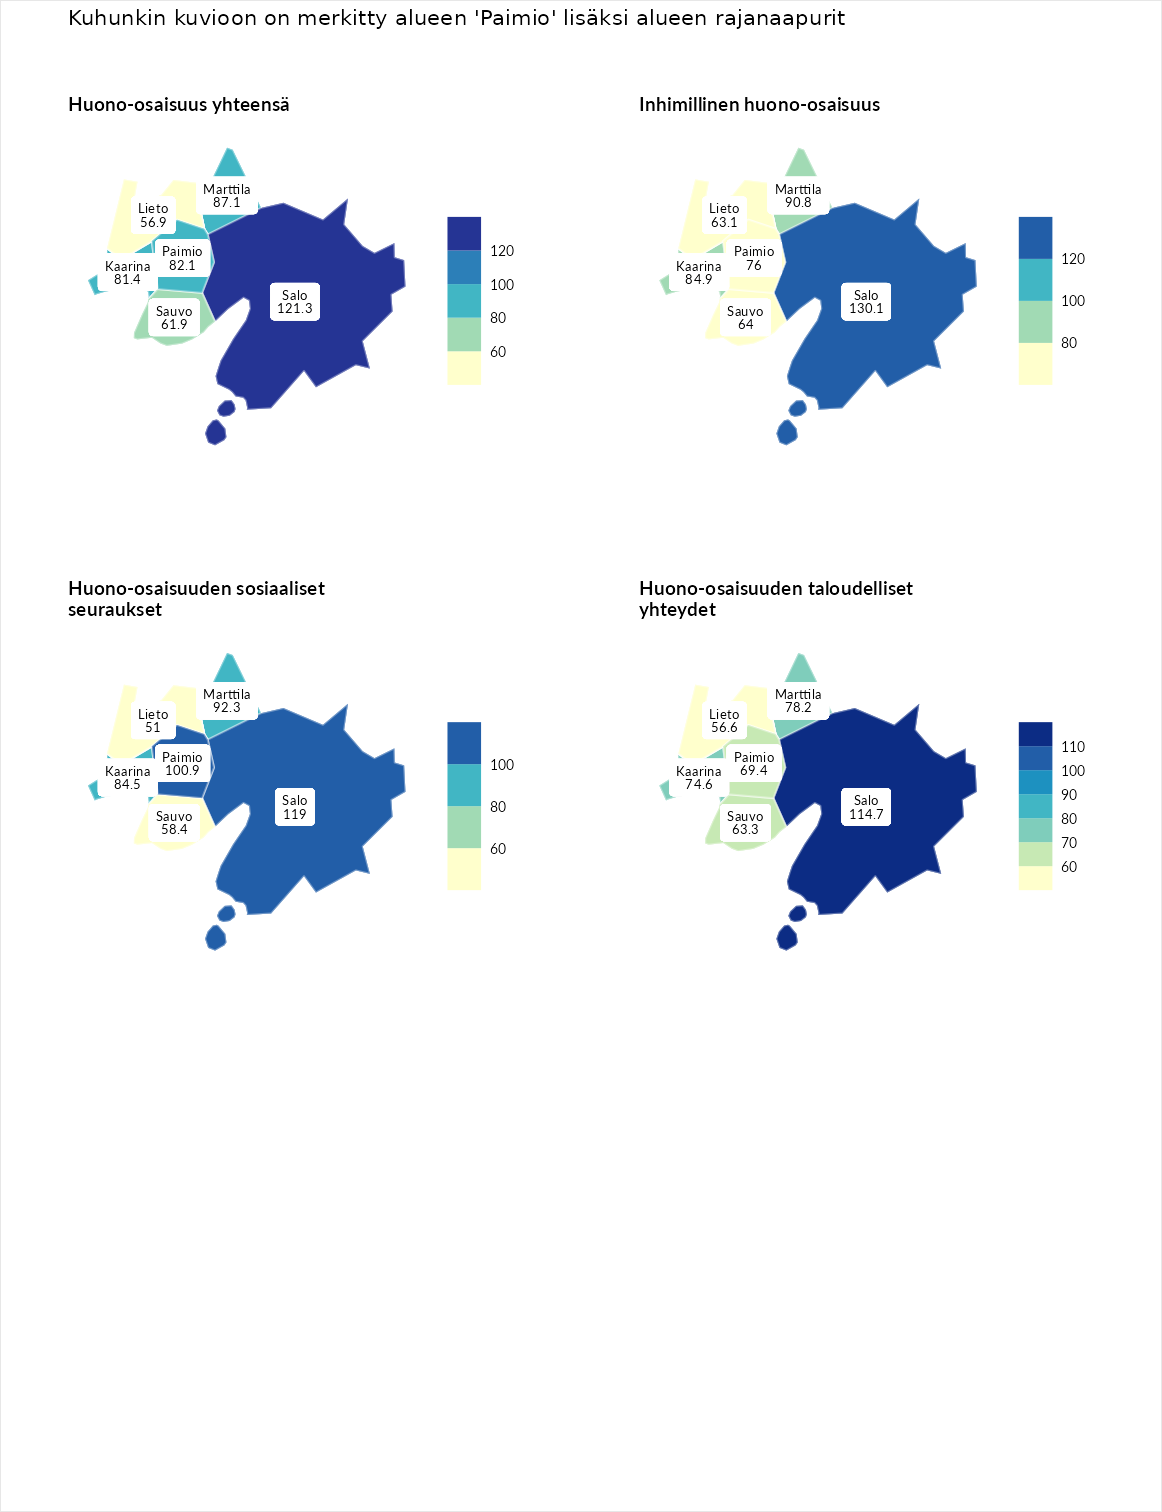 Kuhunkin kuvioon on merkitty alueen 'Paimio' lisäksi alueen rajanaapurit
Huono-osaisuus yhteensä
Marttila
87.1
Lieto
56.9
Paimio
82.1
Kaarina
81.4
Salo
121.3
Sauvo
61.9
120
100
80
60
Inhimillinen huono-osaisuus
Marttila
90.8
Lieto
63.1
Paimio
76
Kaarina
84.9
Salo
130.1
Sauvo
64
120
100
80
Huono-osaisuuden sosiaaliset
seuraukset
Marttila
92.3
Lieto
51
Paimio
100.9
Kaarina
84.5
Salo
119
Sauvo
58.4
100
80
60
Huono-osaisuuden taloudelliset
yhteydet
Marttila
78.2
Lieto
56.6
Paimio
69.4
Kaarina
74.6
Salo
114.7
Sauvo
63.3
110
100
90
80
70
60